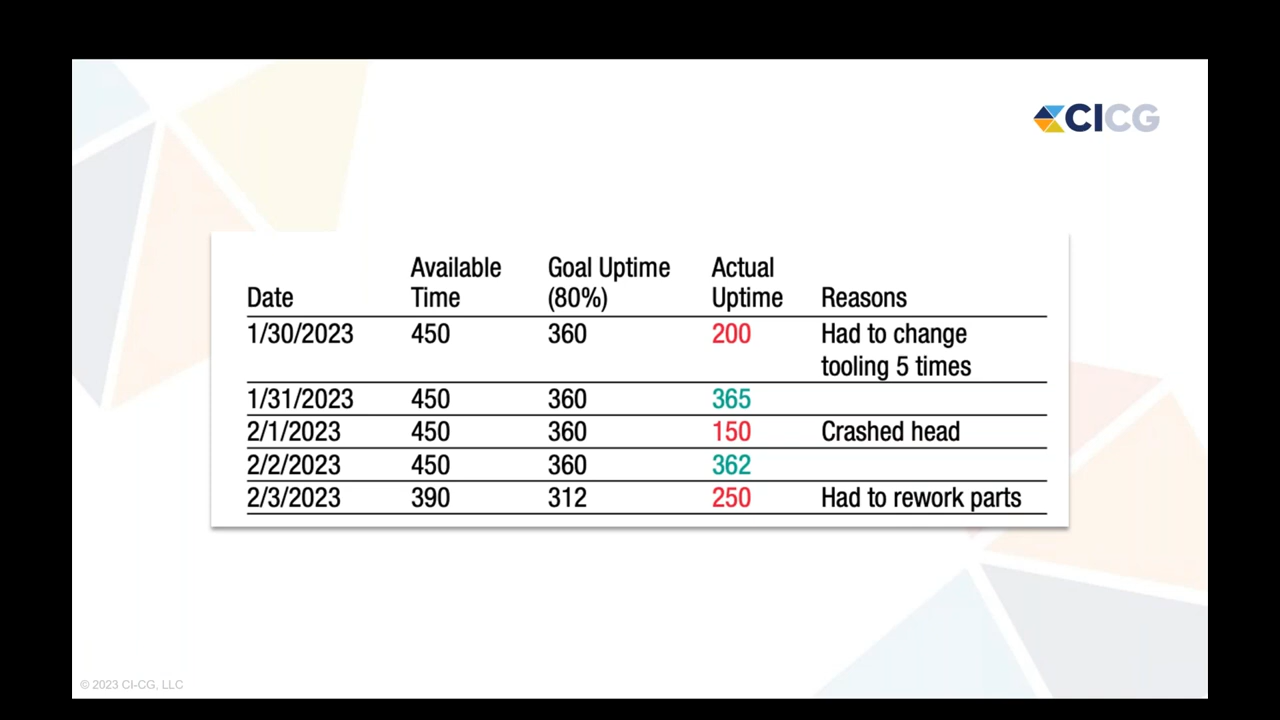 CICG
Date Available Time Goal Uptime (80%) Actual Uptime Reasons
1/30/2023 450 360 200 Had to change tooling 5 times
1/31/2023 450 360 365
2/1/2023 450 360 150 Crashed head
2/2/2023 450 360 362
2/3/2023 390 312 250 Had to rework parts
© 2023 CI-CG, LLC